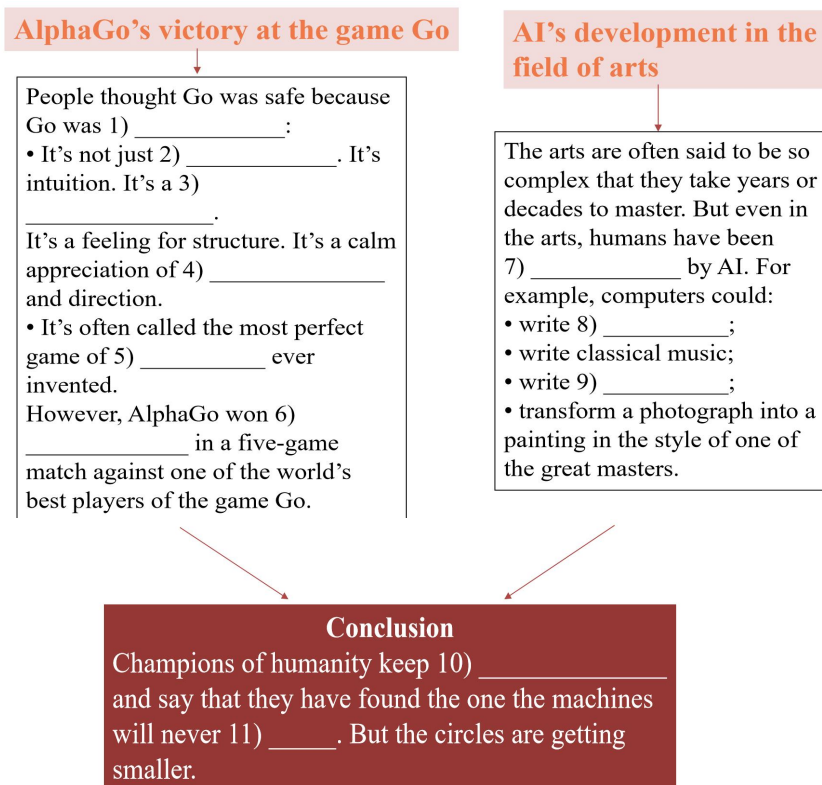 AlphaGo’s victory at the game Go
People thought Go was safe because
Go was 1) ____________:
• It’s not just 2) ____________. It’s
intuition. It’s a 3)
_______________.
It’s a feeling for structure. It’s a calm
appreciation of 4) ______________
and direction.
• It’s often called the most perfect
game of 5) __________ ever
invented.
However, AlphaGo won 6)
_____________ in a five-game
match against one of the world’s
best players of the game Go.
AI’s development in the
field of arts
The arts are often said to be so
complex that they take years or
decades to master. But even in
the arts, humans have been
7) ____________ by AI. For
example, computers could:
• write 8) __________;
• write classical music;
• write 9) __________;
• transform a photograph into a
painting in the style of one of
the great masters.
Conclusion
Champions of humanity keep 10) ______________
and say that they have found the one the machines
will never 11) _____. But the circles are getting
smaller.